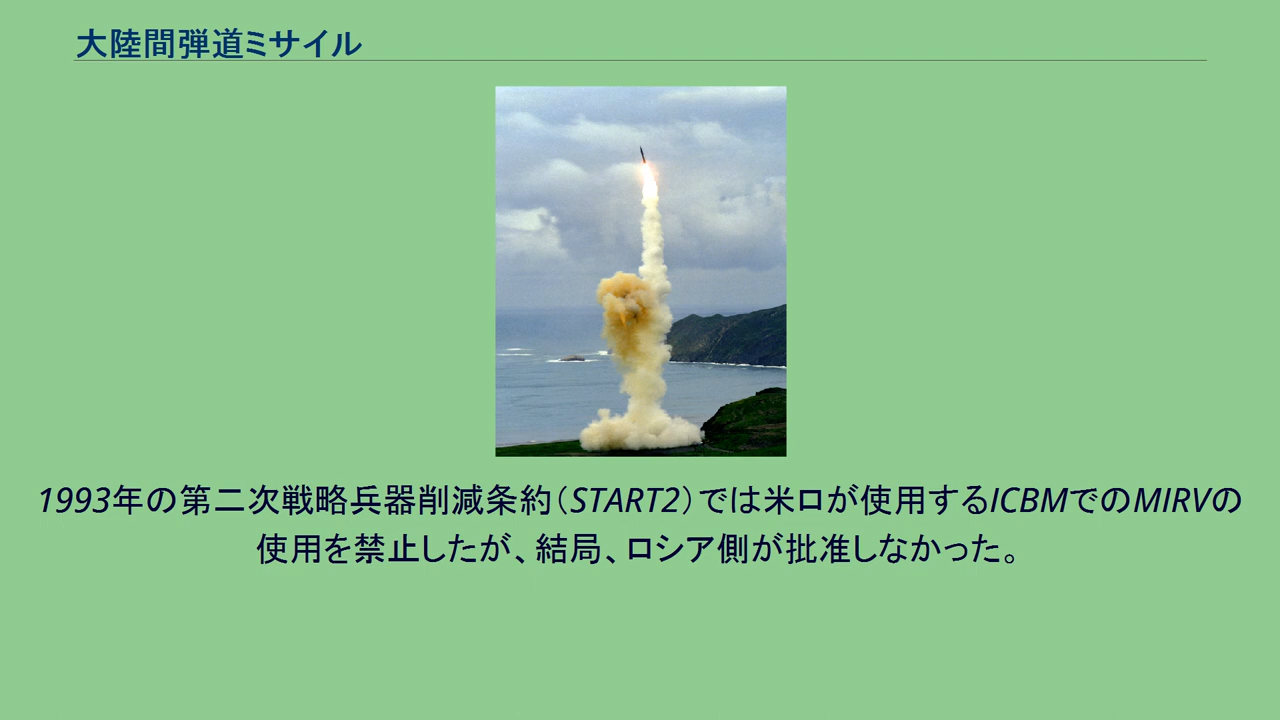 大陸間弾道ミサイル
1993年の第二次戦略兵器削減条約（START2）では米ロが使用するICBMでのMIRVの
使用を禁止したが、結局、ロシア側が批准しなかった。